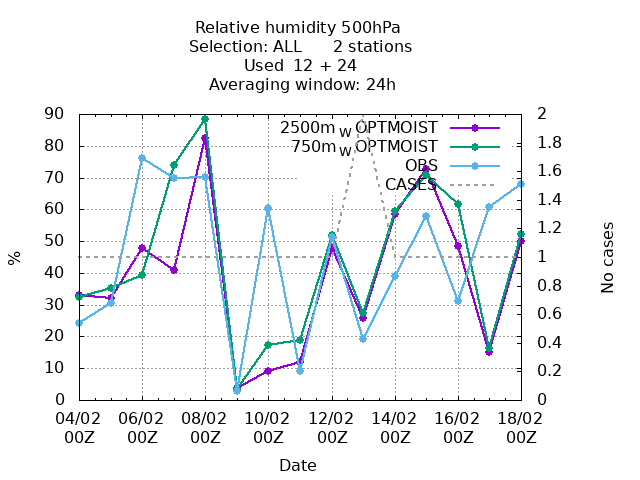 Relative humidity 500hPa
Selection: ALL 2 stations
Used 12 + 24
Averaging window: 24h
90
80
70
60
50
40
30
20
10
0
2
1.8
1.6
1.4
1.2
1
0.8
0.6
0.4
0.2
0
2500m_W OPTMOIST
750m_W OPTMOIST
OBS
CASES
%
No cases
04/02 06/02 08/02 10/02 12/02 14/02 16/02 18/02
00Z 00Z 00Z 00Z 00Z 00Z 00Z 00Z
Date